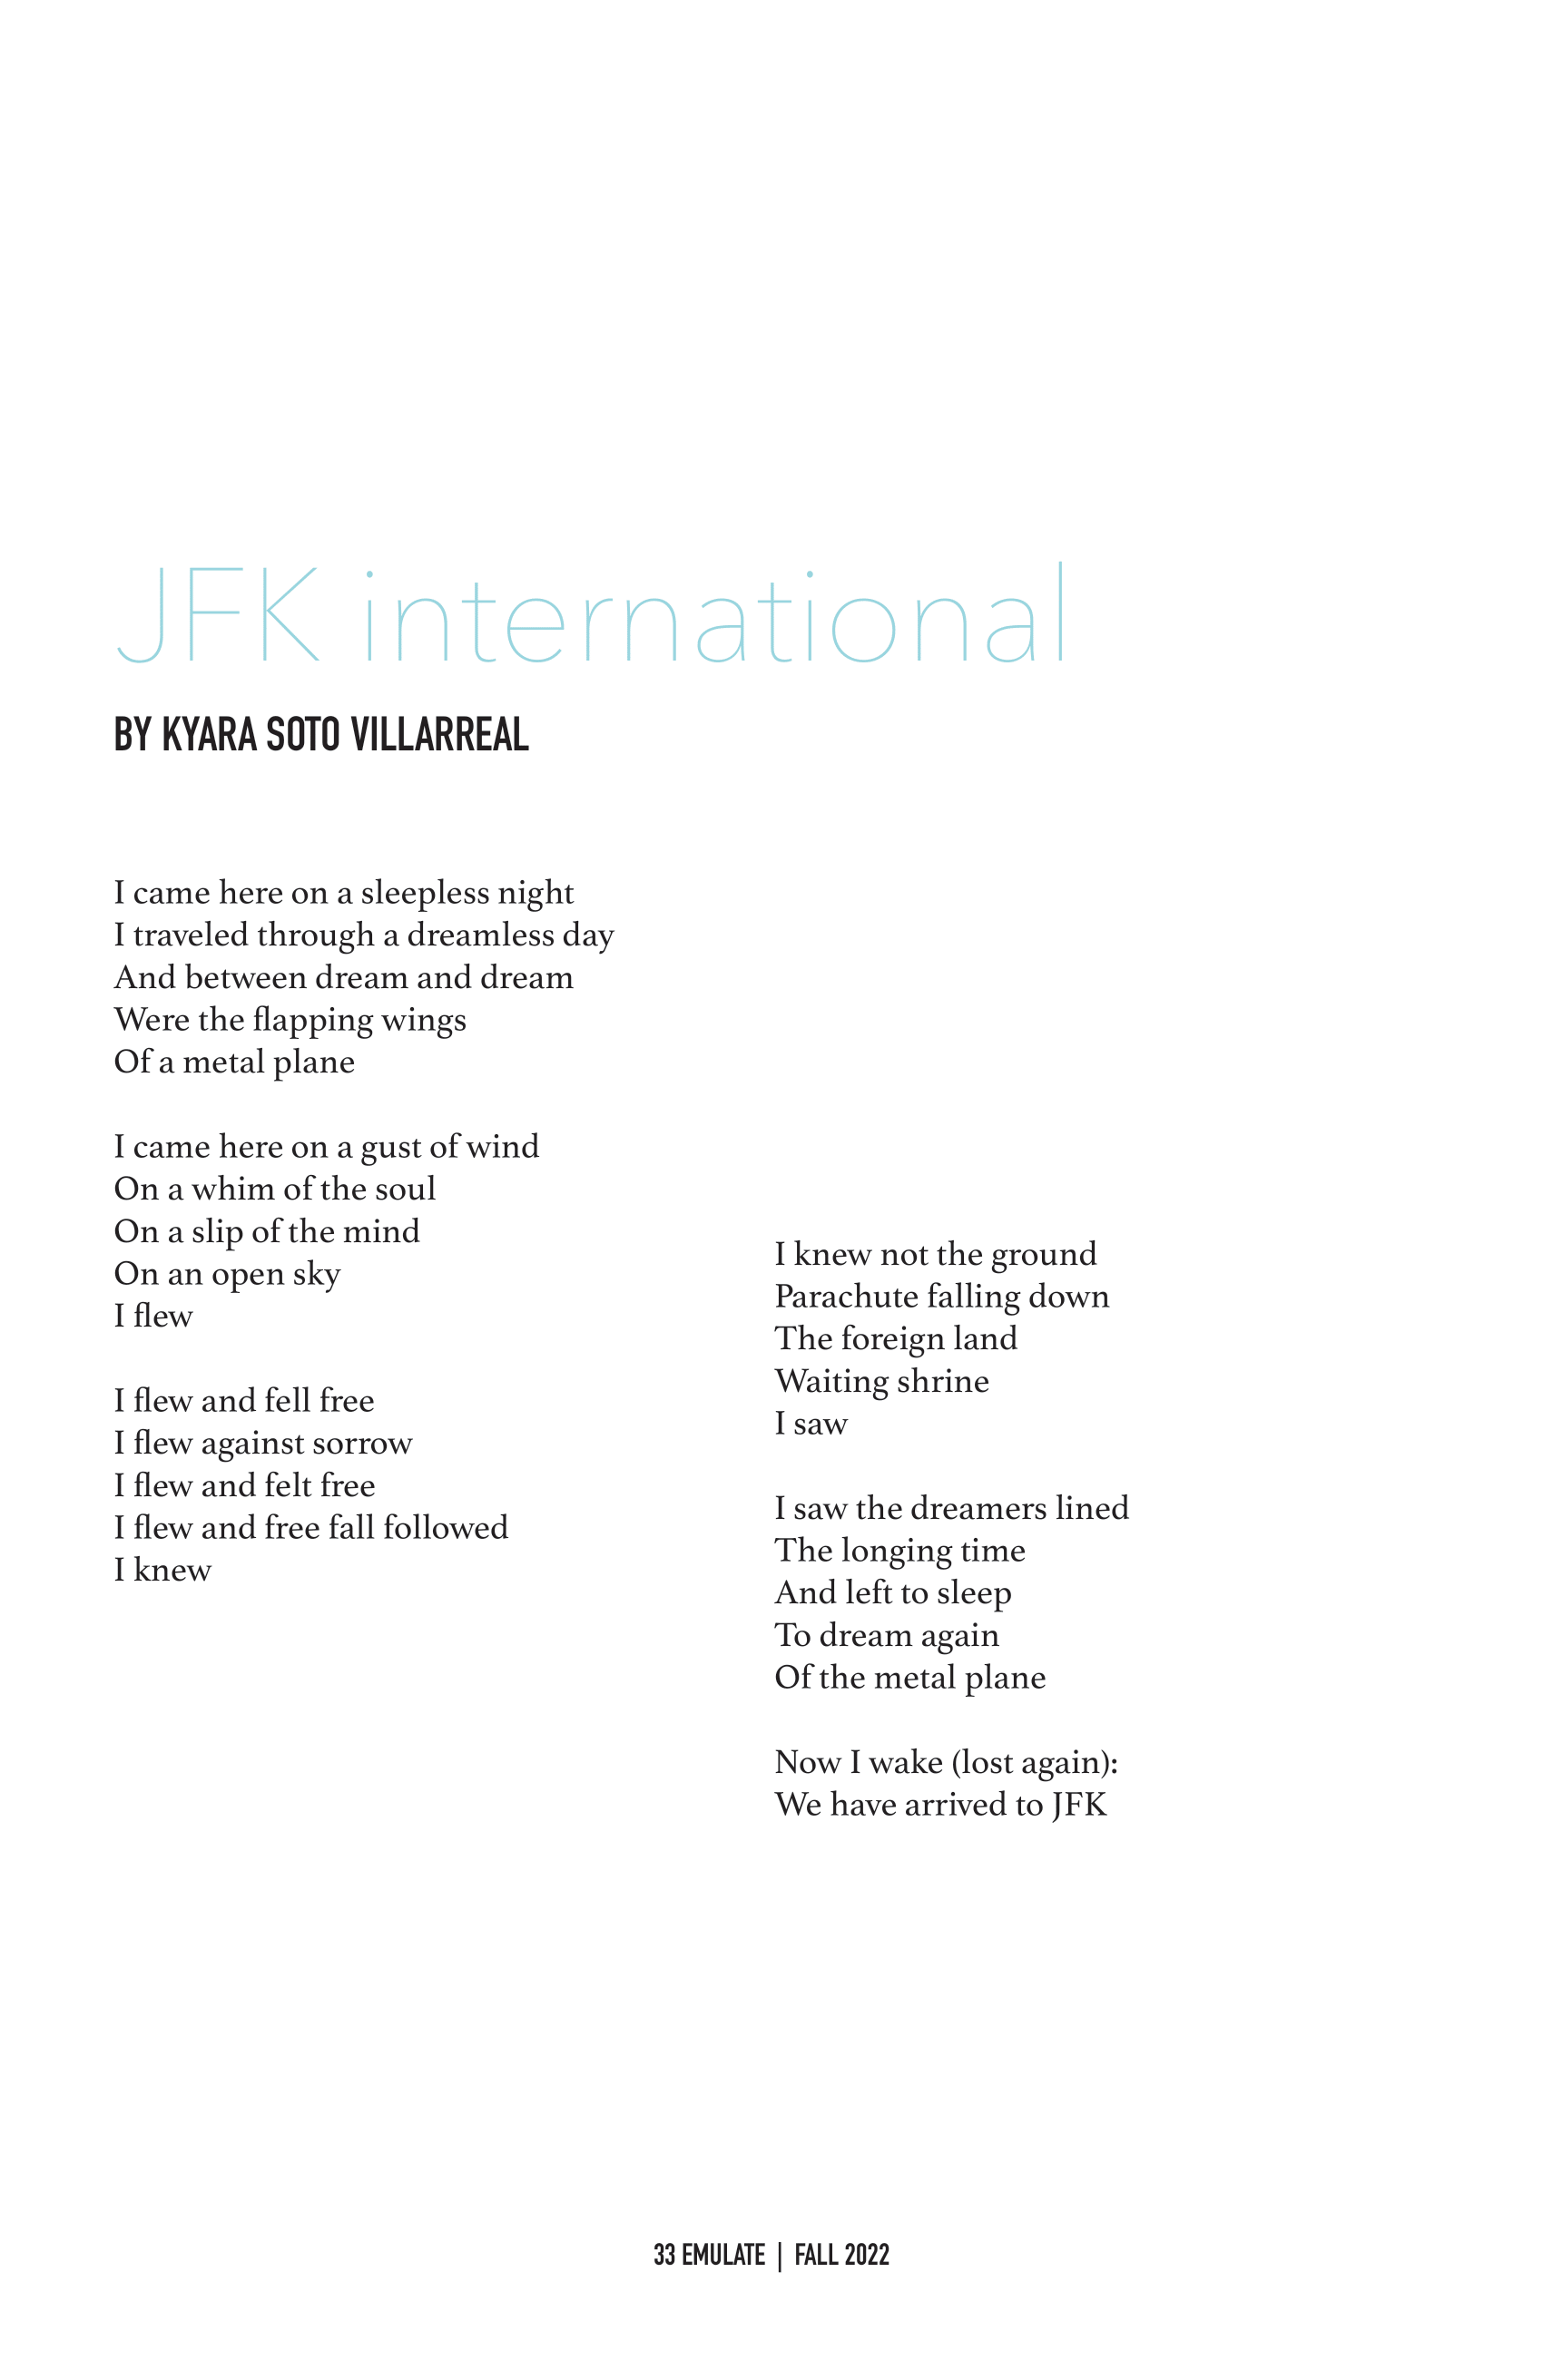 JFK international
BY KYARA SOTO VILLARREAL
I came here on a sleepless night
I traveled through a dreamless day
And between dream and dream
Were the flapping wings
Of a metal plane
I came here on a gust of wind
On a whim of the soul
On a slip of the mind
On an open sky
I flew
I flew and fell free
I flew against sorrow
I flew and felt free
I flew and free fall followed
I knew
I knew not the ground
Parachute falling down
The foreign land
Waiting shrine
I saw
I saw the dreamers lined
The longing time
And left to sleep
To dream again
Of the metal plane
Now I wake (lost again):
We have arrived to JFK
33 EMULATE | FALL 2022